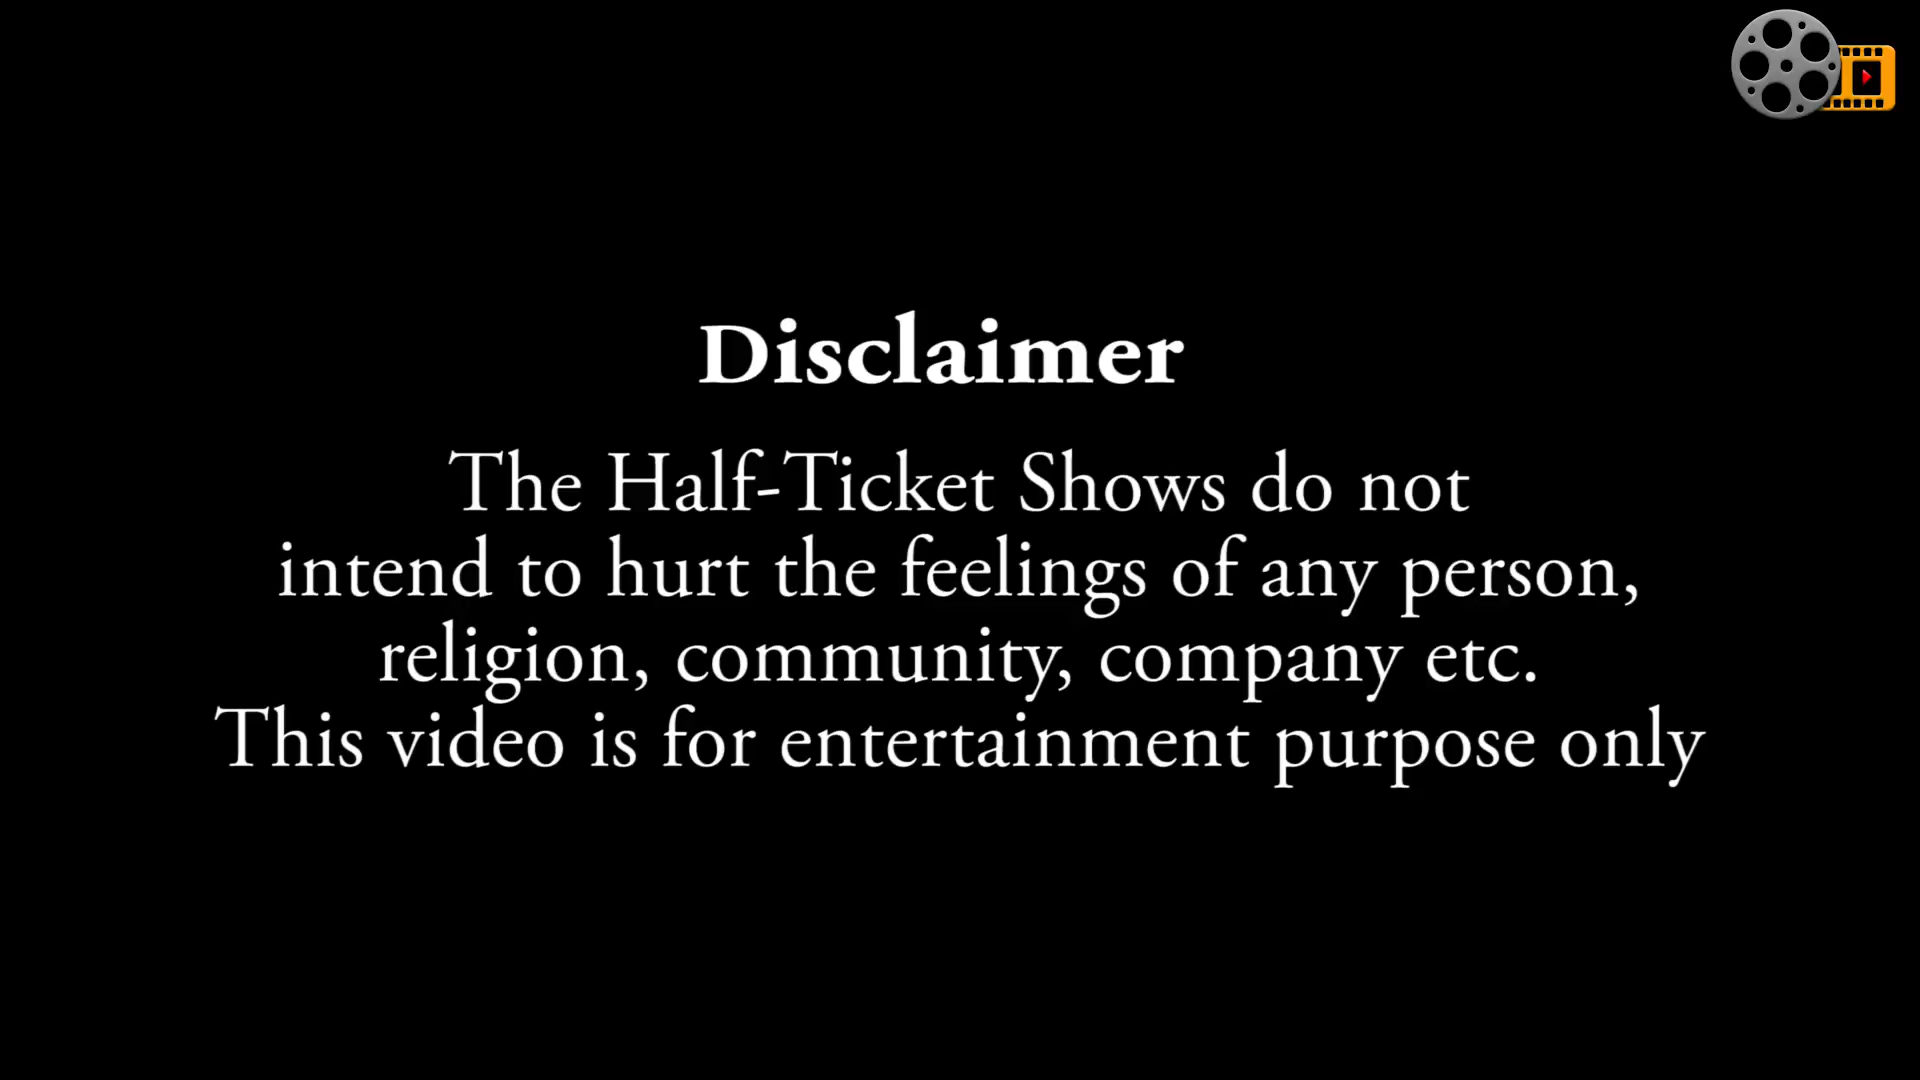 Disclaimer
The Half-Ticket Shows do not
intend to hurt the feelings of any person,
religion, community, company etc.
This video is for entertainment purpose only